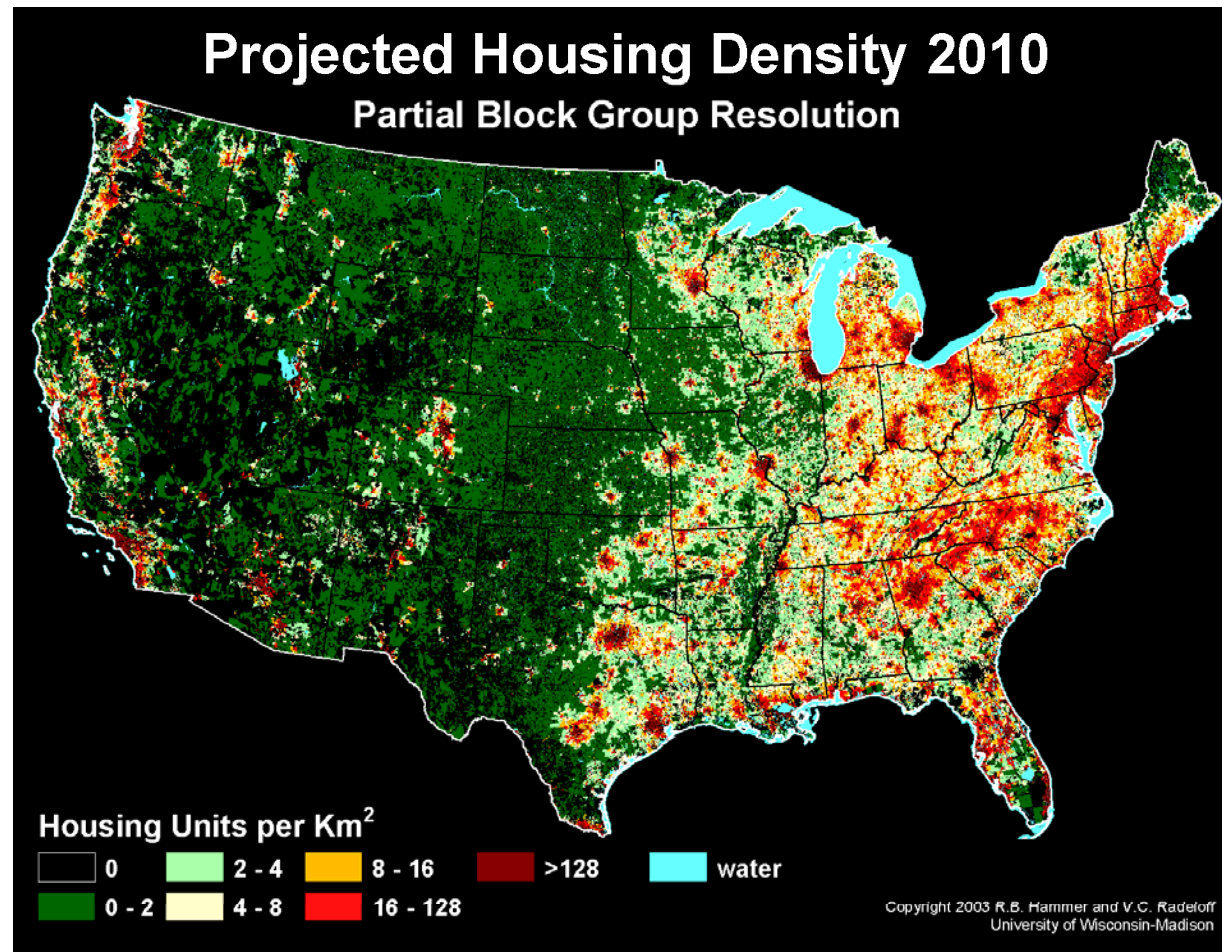 Projected Housing Density 2010
Partial Block Group Resolution
Housing Units per Km²
0
2 - 4
8 - 16
>128
water
0 - 2
4 - 8
16 - 128
Copyright 2003 R.B. Hammer and V.C. Radeloff
University of Wisconsin-Madison